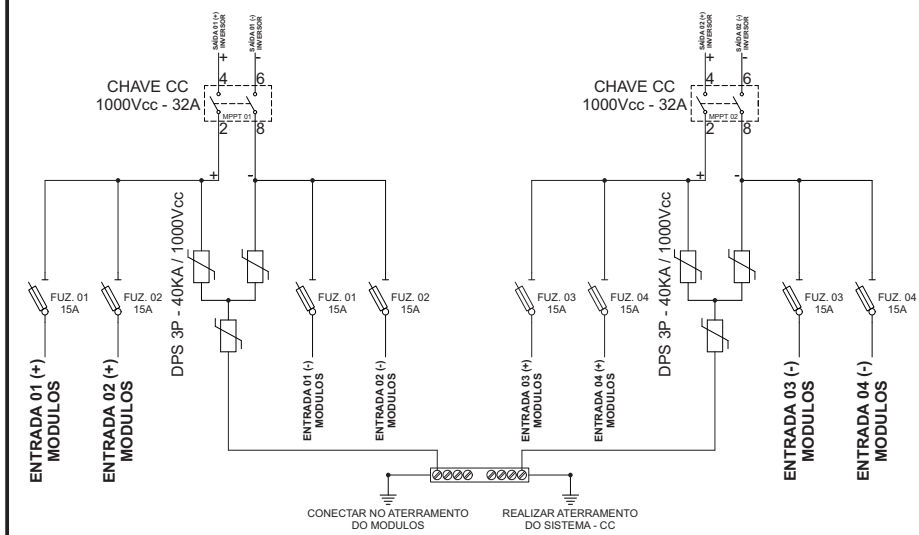 SAÍDA 01 (+)
INVERSOR
SAÍDA 01 (-)
INVERSOR
+
-
4
6
CHAVE CC
1000Vcc - 32A
MPPT 01
2
8
+
-
DPS 3P - 40KA / 1000Vcc
FUZ. 01
15A
FUZ. 02
15A
FUZ. 01
15A
FUZ. 02
15A
ENTRADA 01 (+)
MODULOS
ENTRADA 02 (+)
MODULOS
ENTRADA 01 (-)
MODULOS
ENTRADA 02 (-)
MODULOS
SAÍDA 02 (+)
INVERSOR
SAÍDA 02 (-)
INVERSOR
+
-
4
6
CHAVE CC
1000Vcc - 32A
MPPT 02
2
8
+
-
DPS 3P - 40KA / 1000Vcc
FUZ. 03
15A
FUZ. 04
15A
FUZ. 03
15A
FUZ. 04
15A
ENTRADA 03 (+)
MODULOS
ENTRADA 04 (+)
MODULOS
ENTRADA 03 (-)
MODULOS
ENTRADA 04 (-)
MODULOS
CONECTAR NO ATERRAMENTO
DO MODULOS
REALIZAR ATERRAMENTO
DO SISTEMA - CC